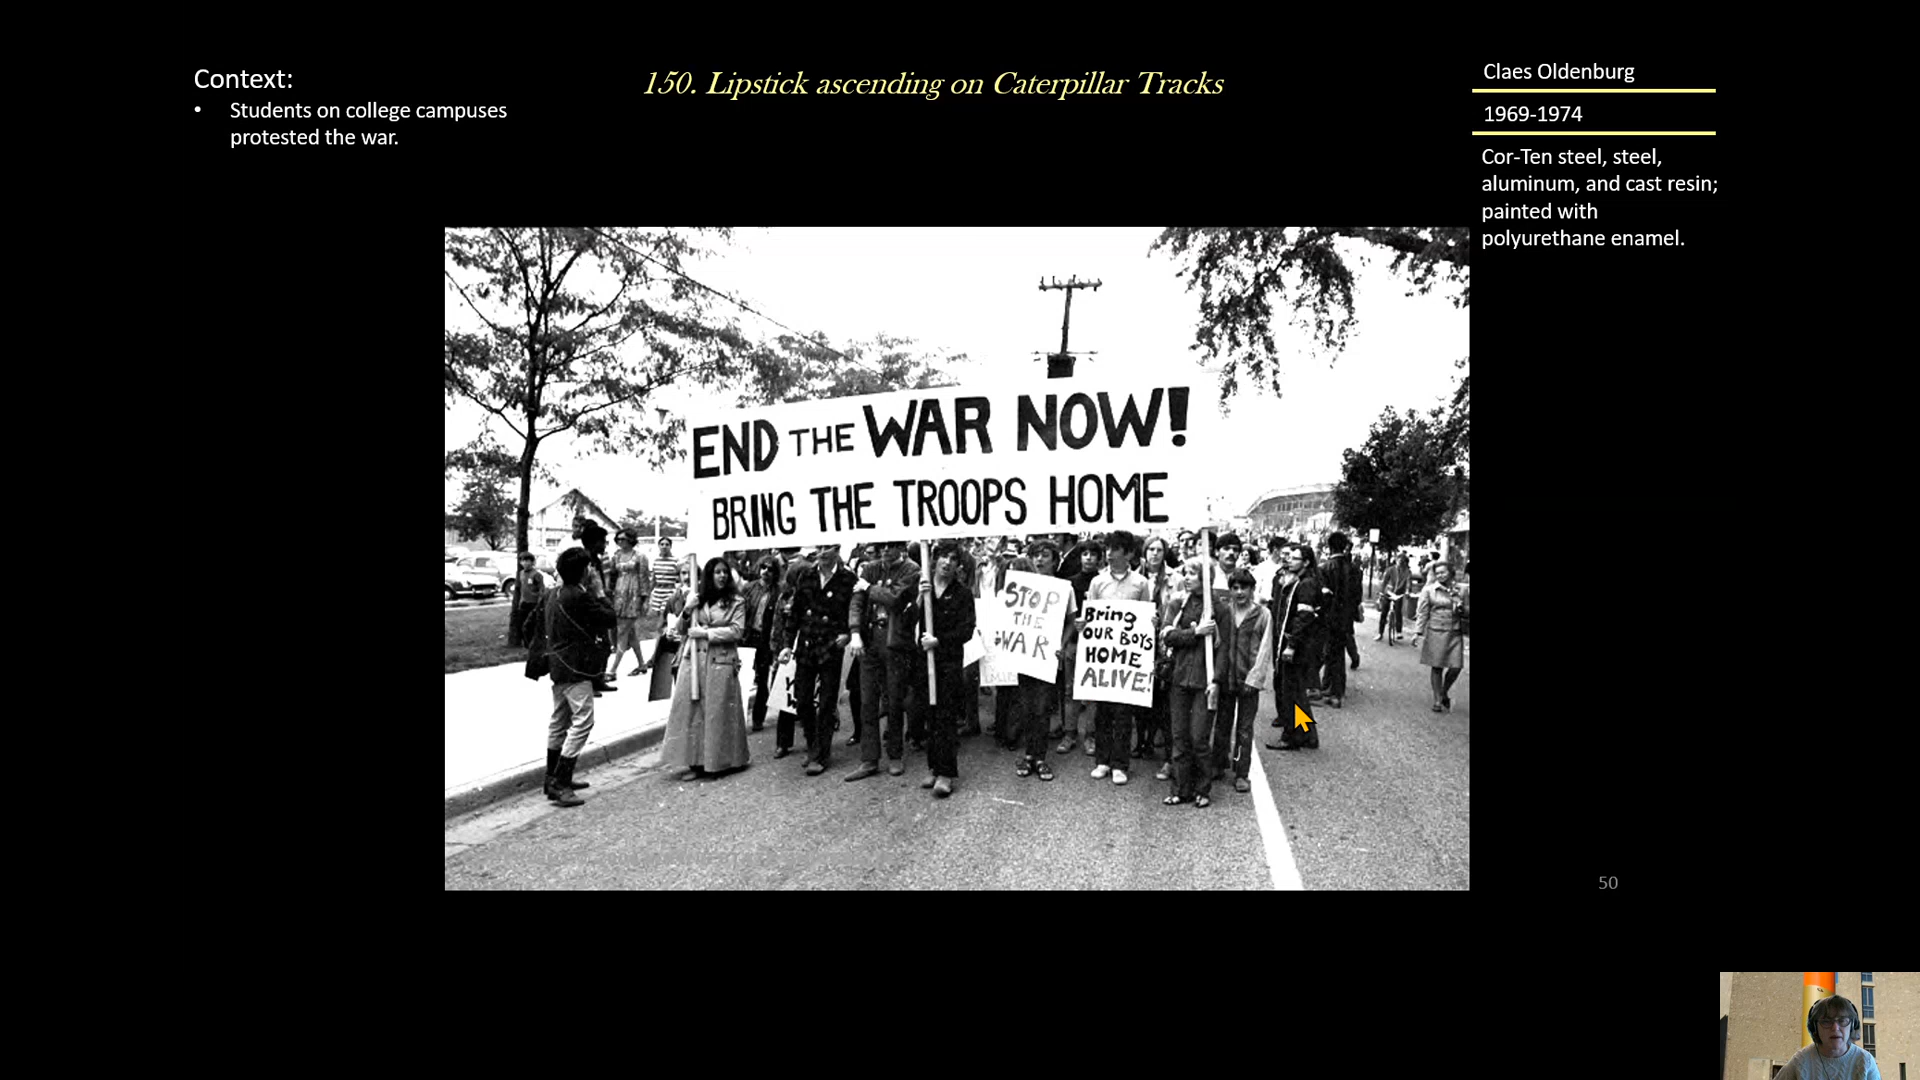 Context:
• Students on college campuses
protested the war.
150. Lipstick ascending on Caterpillar Tracks
Claes Oldenburg
1969-1974
Cor-Ten steel, steel,
aluminum, and cast resin;
painted with
polyurethane enamel.
END THE WAR NOW!
BRING THE TROOPS HOME
STOP
THE
WAR
Bring
OUR BOYS
HOME
ALIVE!
50